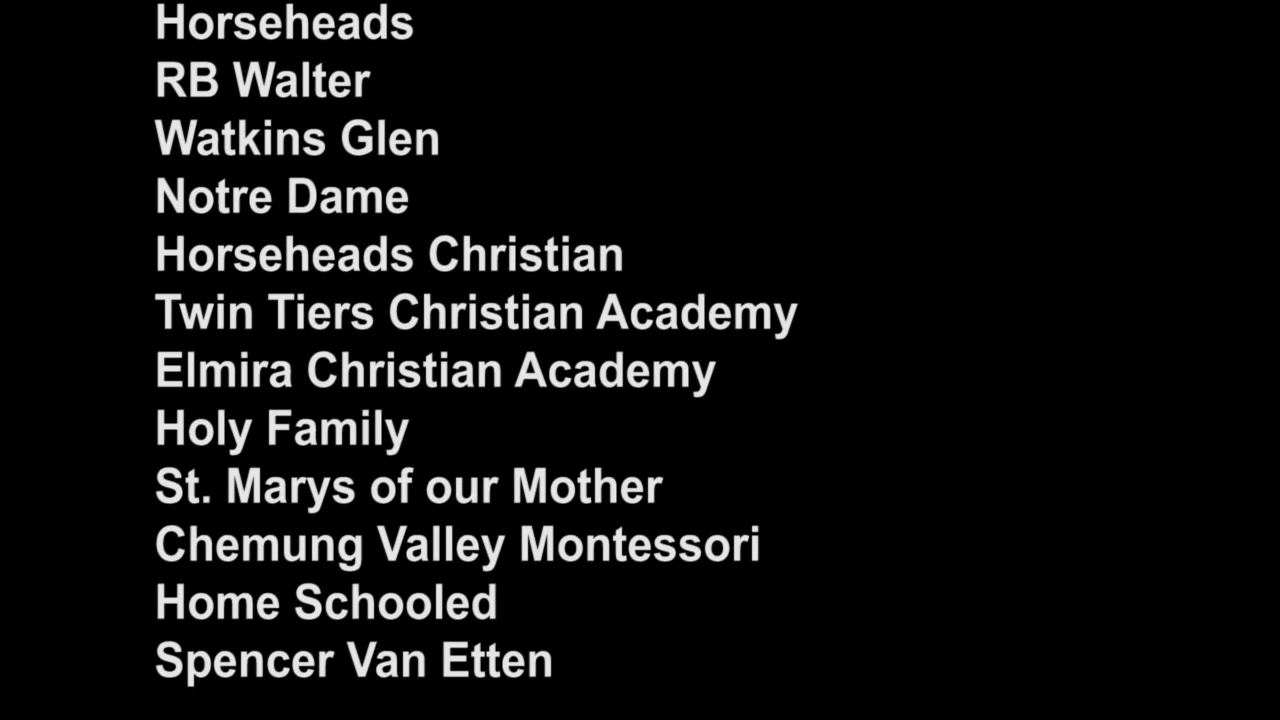 Horseheads
RB Walter
Watkins Glen
Notre Dame
Horseheads Christian
Twin Tiers Christian Academy
Elmira Christian Academy
Holy Family
St. Marys of our Mother
Chemung Valley Montessori
Home Schooled
Spencer Van Etten